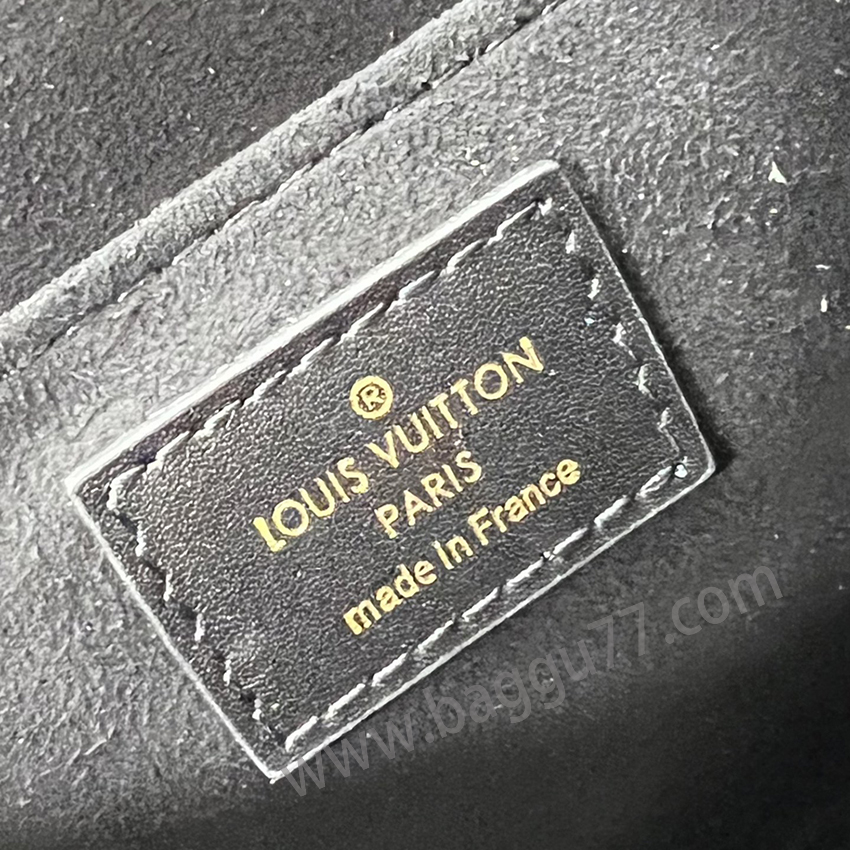 ®
LOUIS VUITTON
PARIS
made in France
www.baggu77.com